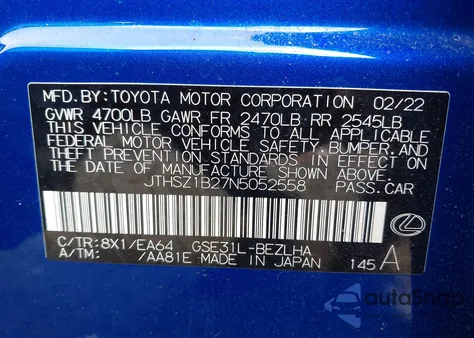 MFD.BY:TOYOTA MOTOR CORPORATION 02/22
GVWR 4700LB GAWR FR 2470LB RR 2545LB
THIS VEHICLE CONFORMS TO ALL APPLICABLE
FEDERAL MOTOR VEHICLE SAFETY, BUMPER, AND
THEFT PREVENTION STANDARDS IN EFFECT ON
THE DATE OF MANUFACTURE SHOWN ABOVE.
JTHSZ1B27N5052558 PASS.CAR
C/TR:8X1/EA64 GSE31L-BEZLHA
A/TM: /AA81E MADE IN JAPAN 145 A
autoSnap